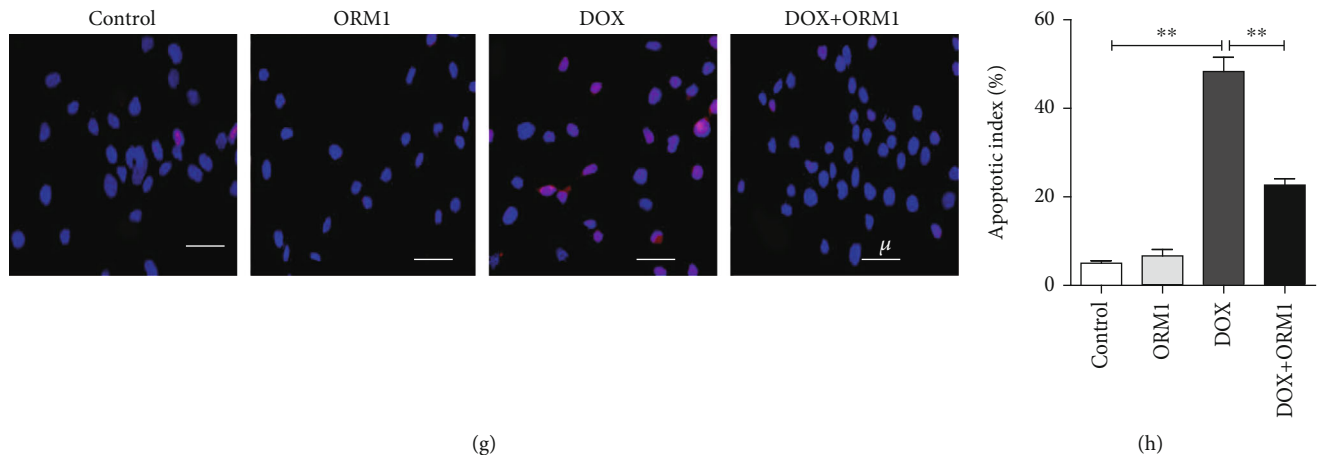 Control
ORM1
DOX
DOX+ORM1
μ
(g)
Apoptotic index (%)
60
40
20
0
**
**
Control
ORM1
DOX
DOX+ORM1
(h)